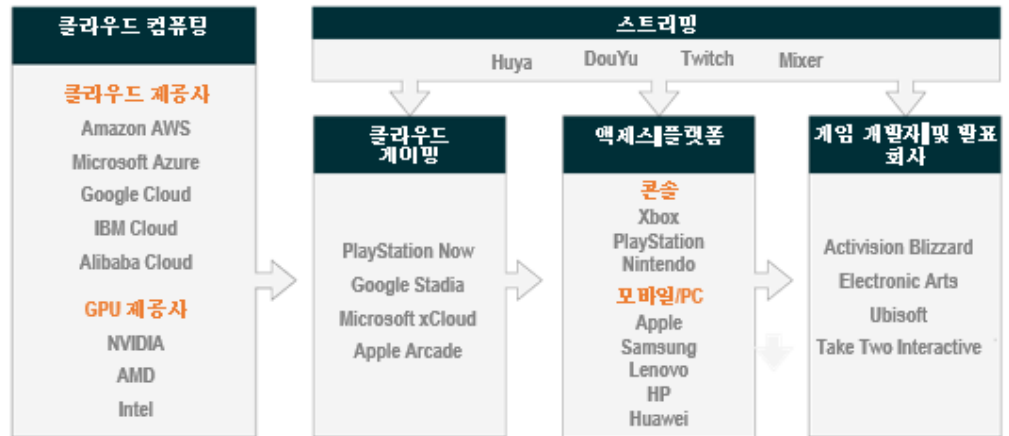 클라우드 컴퓨팅
클라우드 제공사
Amazon AWS
Microsoft Azure
Google Cloud
IBM Cloud
Alibaba Cloud
GPU 제공사
NVIDIA
AMD
Intel
스트리밍
Huya DouYu Twitch Mixer
클라우드
게이밍
PlayStation Now
Google Stadia
Microsoft xCloud
Apple Arcade
액세스 플랫폼
콘솔
Xbox
PlayStation
Nintendo
모바일/PC
Apple
Samsung
Lenovo
HP
Huawei
게임 개발자 및 발표
회사
Activision Blizzard
Electronic Arts
Ubisoft
Take Two Interactive